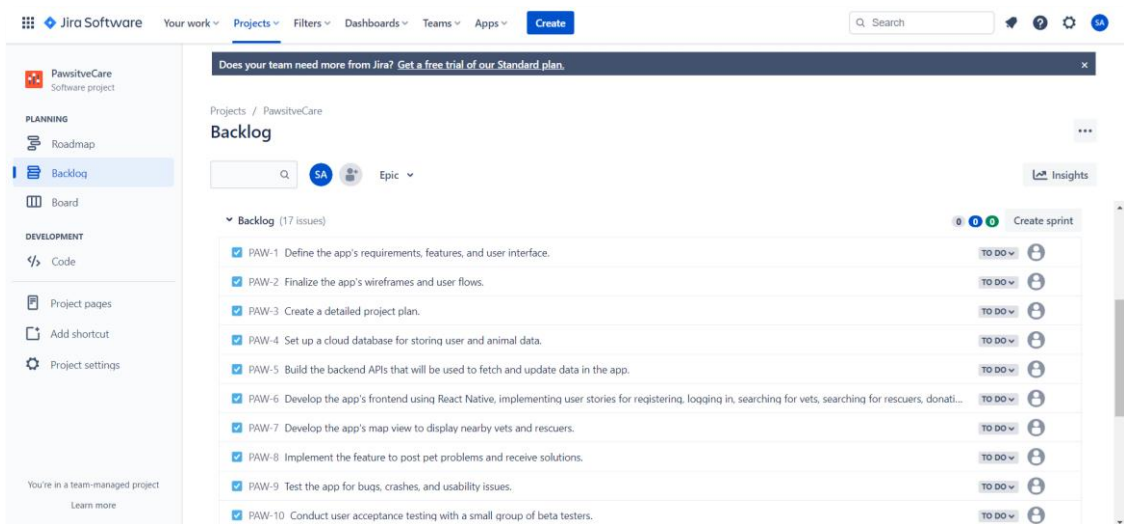 Jira Software Your work Projects Filters Dashboards Teams Apps Create Search SA
PawsitveCare
Software project
PLANNING
Roadmap
Backlog
Board
DEVELOPMENT
Code
Project pages
Add shortcut
Project settings
You're in a team-managed project
Learn more
Does your team need more from Jira? Get a free trial of our Standard plan.
Projects / PawsitveCare
Backlog
SA Epic Insights
Backlog (17 issues) 0 0 0 Create sprint
PAW-1 Define the app's requirements, features, and user interface. TO DO
PAW-2 Finalize the app's wireframes and user flows. TO DO
PAW-3 Create a detailed project plan. TO DO
PAW-4 Set up a cloud database for storing user and animal data. TO DO
PAW-5 Build the backend APIs that will be used to fetch and update data in the app. TO DO
PAW-6 Develop the app's frontend using React Native, implementing user stories for registering, logging in, searching for vets, searching for rescuers, donati... TO DO
PAW-7 Develop the app's map view to display nearby vets and rescuers. TO DO
PAW-8 Implement the feature to post pet problems and receive solutions. TO DO
PAW-9 Test the app for bugs, crashes, and usability issues. TO DO
PAW-10 Conduct user acceptance testing with a small group of beta testers. TO DO